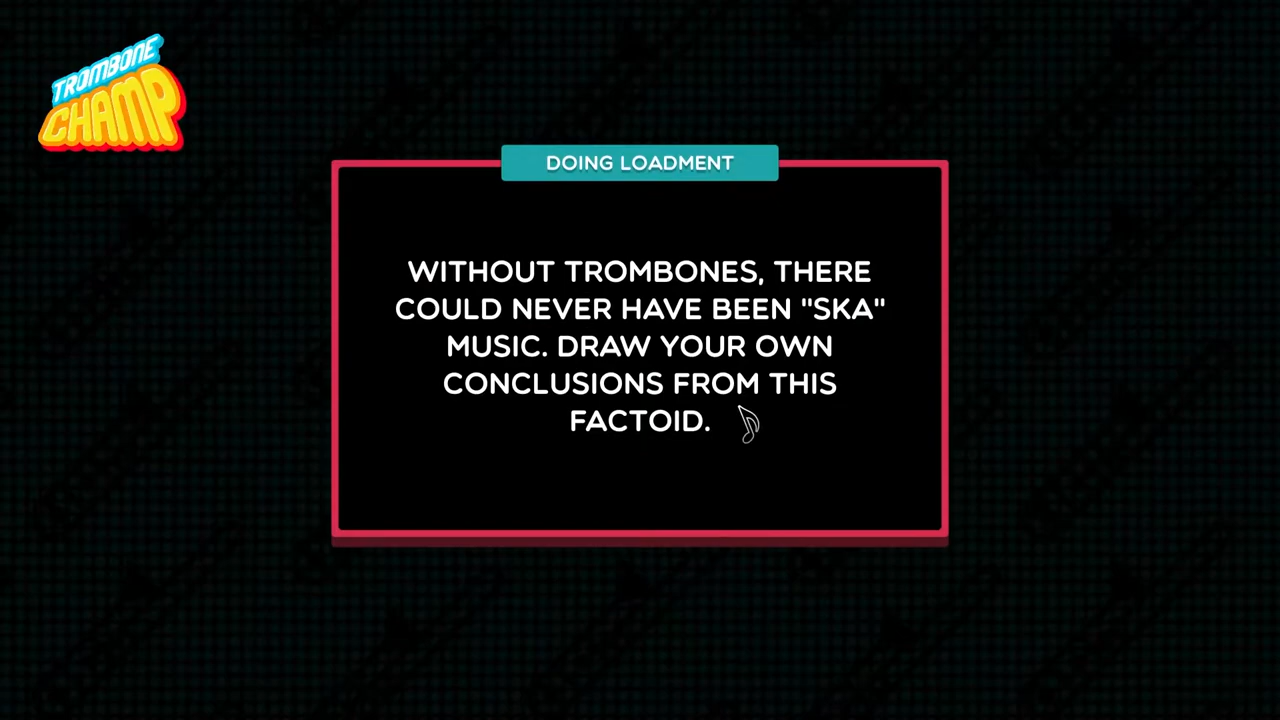 TROMBONE
CHAMP
DOING LOADMENT
WITHOUT TROMBONES, THERE
COULD NEVER HAVE BEEN "SKA"
MUSIC. DRAW YOUR OWN
CONCLUSIONS FROM THIS
FACTOID.